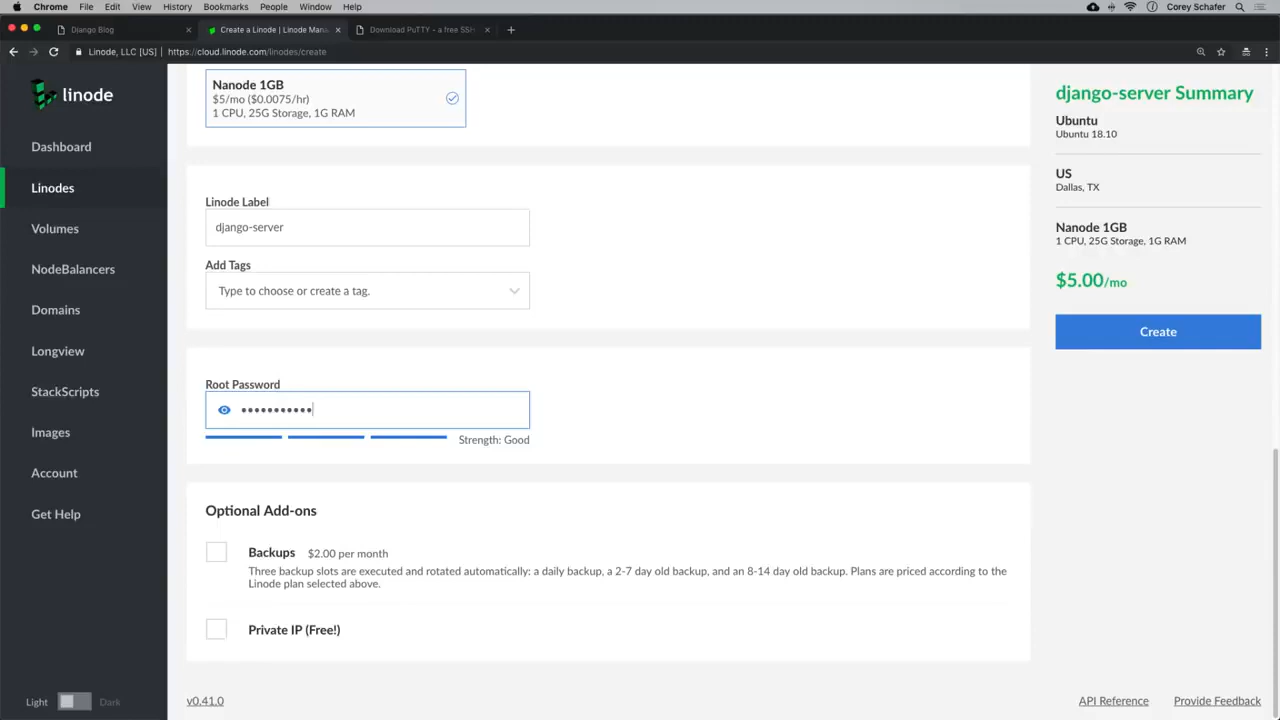 Chrome File Edit View History Bookmarks People Window Help Corey Schafer
Django Blog
Create a Linode | Linode Man
Download PuTTY - a free SSH
Linode, LLC [US] https://cloud.linode.com/linodes/create
linode
Dashboard
Linodes
Volumes
NodeBalancers
Domains
Longview
StackScripts
Images
Account
Get Help
Light Dark
Nanode 1GB
$5/mo ($0.0075/hr)
1 CPU, 25G Storage, 1G RAM
Linode Label
django-server
Add Tags
Type to choose or create a tag.
Root Password
•••••••••••
Strength: Good
Optional Add-ons
Backups $2.00 per month
Three backup slots are executed and rotated automatically: a daily backup, a 2-7 day old backup, and an 8-14 day old backup. Plans are priced according to the
Linode plan selected above.
Private IP (Free!)
django-server Summary
Ubuntu
Ubuntu 18.10
US
Dallas, TX
Nanode 1GB
1 CPU, 25G Storage, 1G RAM
$5.00/mo
Create
v0.41.0
API Reference Provide Feedback